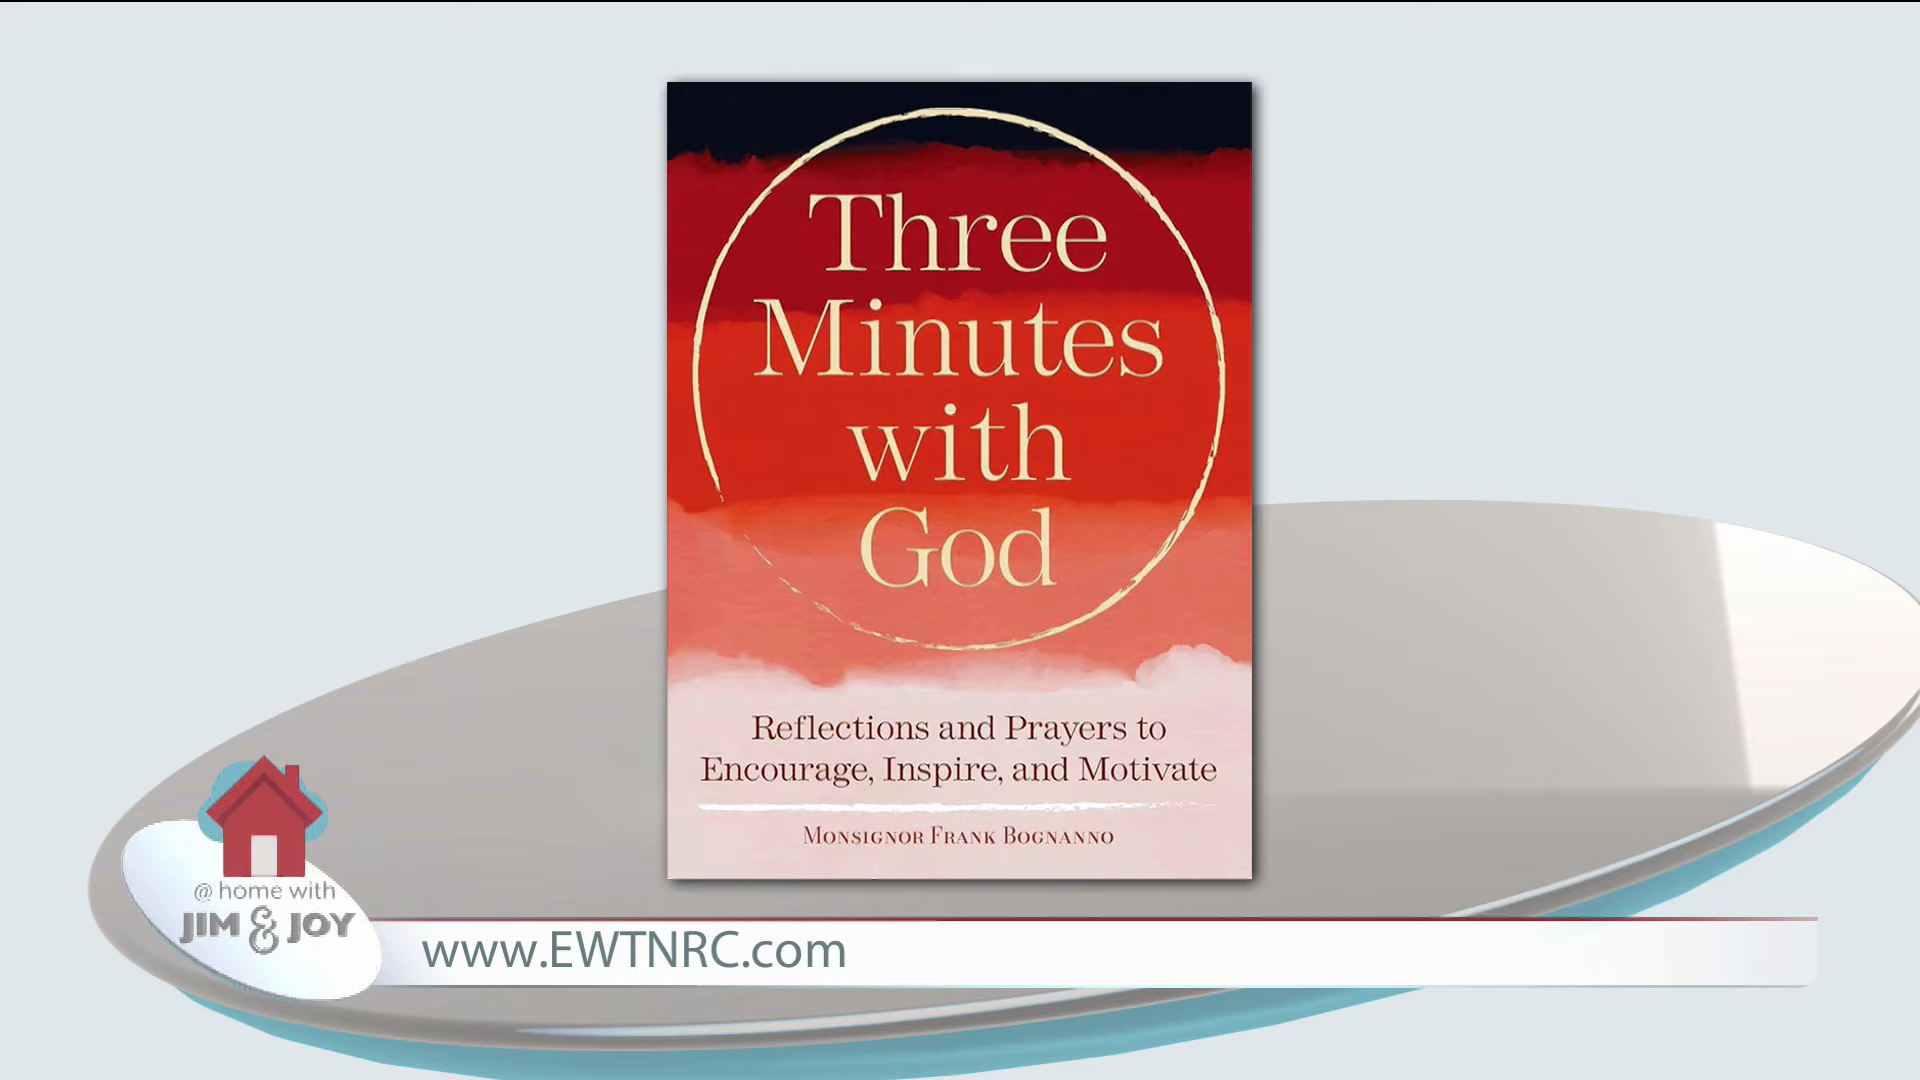 Three
Minutes
with
God
Reflections and Prayers to
Encourage, Inspire, and Motivate
Monsignor Frank Bognanno
@ home with
JIM & JOY
www.EWTNRC.com